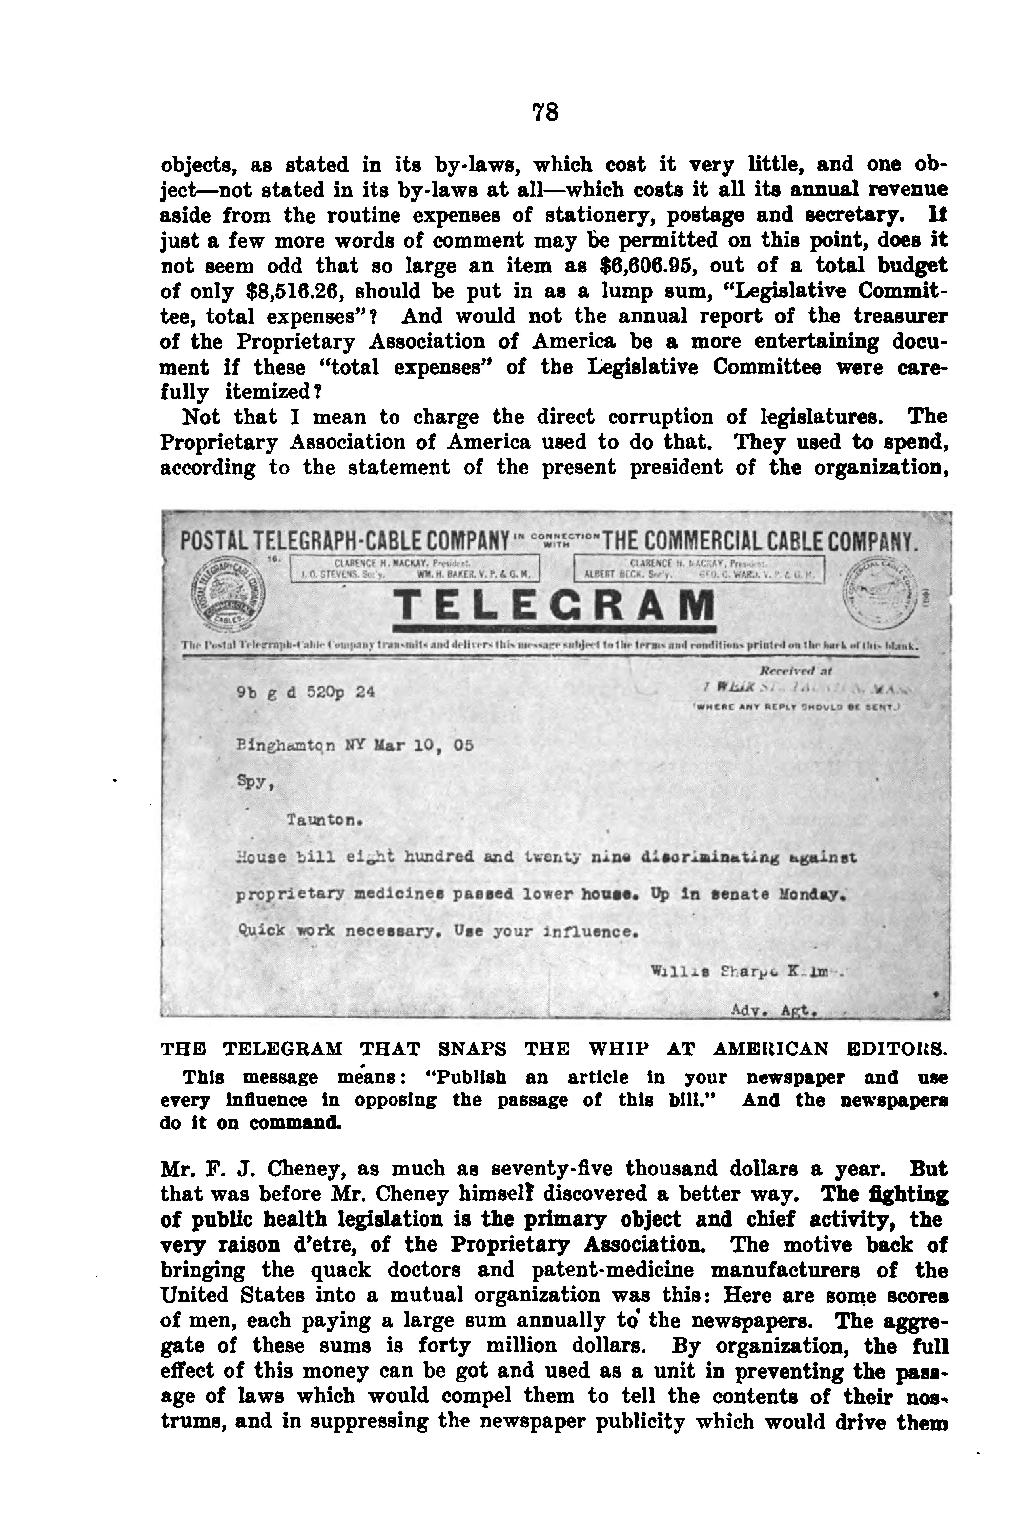 78
objects, as stated in its by-laws, which cost it very little, and one ob-
ject—not stated in its by-laws at all—which costs it all its annual revenue
aside from the routine expenses of stationery, postage and secretary. If
just a few more words of comment may be permitted on this point, does it
not seem odd that so large an item as $6,606.95, out of a total budget
of only $8,516.26, should be put in as a lump sum, “Legislative Commit-
tee, total expenses”? And would not the annual report of the treasurer
of the Proprietary Association of America be a more entertaining docu-
ment if these “total expenses” of the Legislative Committee were care-
fully itemized?
Not that I mean to charge the direct corruption of legislatures. The
Proprietary Association of America used to do that. They used to spend,
according to the statement of the present president of the organization,
POSTAL TELEGRAPH-CABLE COMPANY IN CONNECTION WITH THE COMMERCIAL CABLE COMPANY.
CLARENCE H. MACKAY, President. CLARENCE H. MACKAY, President.
J. O. STEVENS, Sec'y. WM. H. BAKER, V. P. & G. M. ALBERT BECK, Sec'y. GEO. G. WARD, V. P. & G. M.
TELEGRAM
The Postal Telegraph-Cable Company transmits and delivers this message subject to the terms and conditions printed on the back of this blank.
Received at
9b g d 520p 24
(WHERE ANY REPLY SHOULD BE SENT.)
Binghamton NY Mar 10, 05
Spy,
Taunton.
House bill eight hundred and twenty nine discriminating against
proprietary medicines passed lower house. Up in senate Monday.
Quick work necessary. Use your influence.
Willis Sharpe
Adv. Agt.
THE TELEGRAM THAT SNAPS THE WHIP AT AMERICAN EDITORS.
This message means: “Publish an article in your newspaper and use
every influence in opposing the passage of this bill.” And the newspapers
do it on command.
Mr. F. J. Cheney, as much as seventy-five thousand dollars a year. But
that was before Mr. Cheney himself discovered a better way. The fighting
of public health legislation is the primary object and chief activity, the
very raison d'etre, of the Proprietary Association. The motive back of
bringing the quack doctors and patent-medicine manufacturers of the
United States into a mutual organization was this: Here are some scores
of men, each paying a large sum annually to the newspapers. The aggre-
gate of these sums is forty million dollars. By organization, the full
effect of this money can be got and used as a unit in preventing the pass-
age of laws which would compel them to tell the contents of their nos-
trums, and in suppressing the newspaper publicity which would drive them